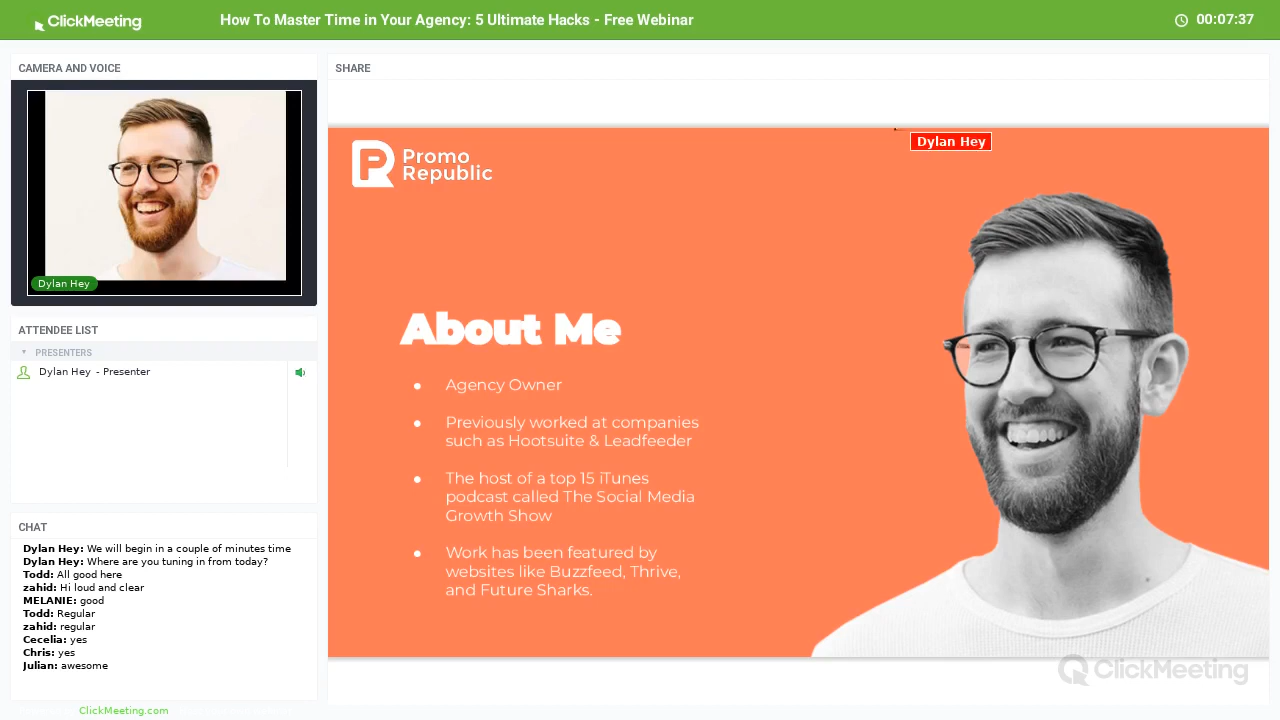 ClickMeeting
How To Master Time in Your Agency: 5 Ultimate Hacks - Free Webinar
00:07:37
CAMERA AND VOICE
Dylan Hey
ATTENDEE LIST
PRESENTERS
Dylan Hey - Presenter
CHAT
Dylan Hey: We will begin in a couple of minutes time
Dylan Hey: Where are you tuning in from today?
Todd: All good here
zahid: Hi loud and clear
MELANIE: good
Todd: Regular
zahid: regular
Cecelia: yes
Chris: yes
Julian: awesome
ClickMeeting.com
SHARE
Dylan Hey
Promo
Republic
About Me
● Agency Owner
● Previously worked at companies
such as Hootsuite & Leadfeeder
● The host of a top 15 iTunes
podcast called The Social Media
Growth Show
● Work has been featured by
websites like Buzzfeed, Thrive,
and Future Sharks.
ClickMeeting